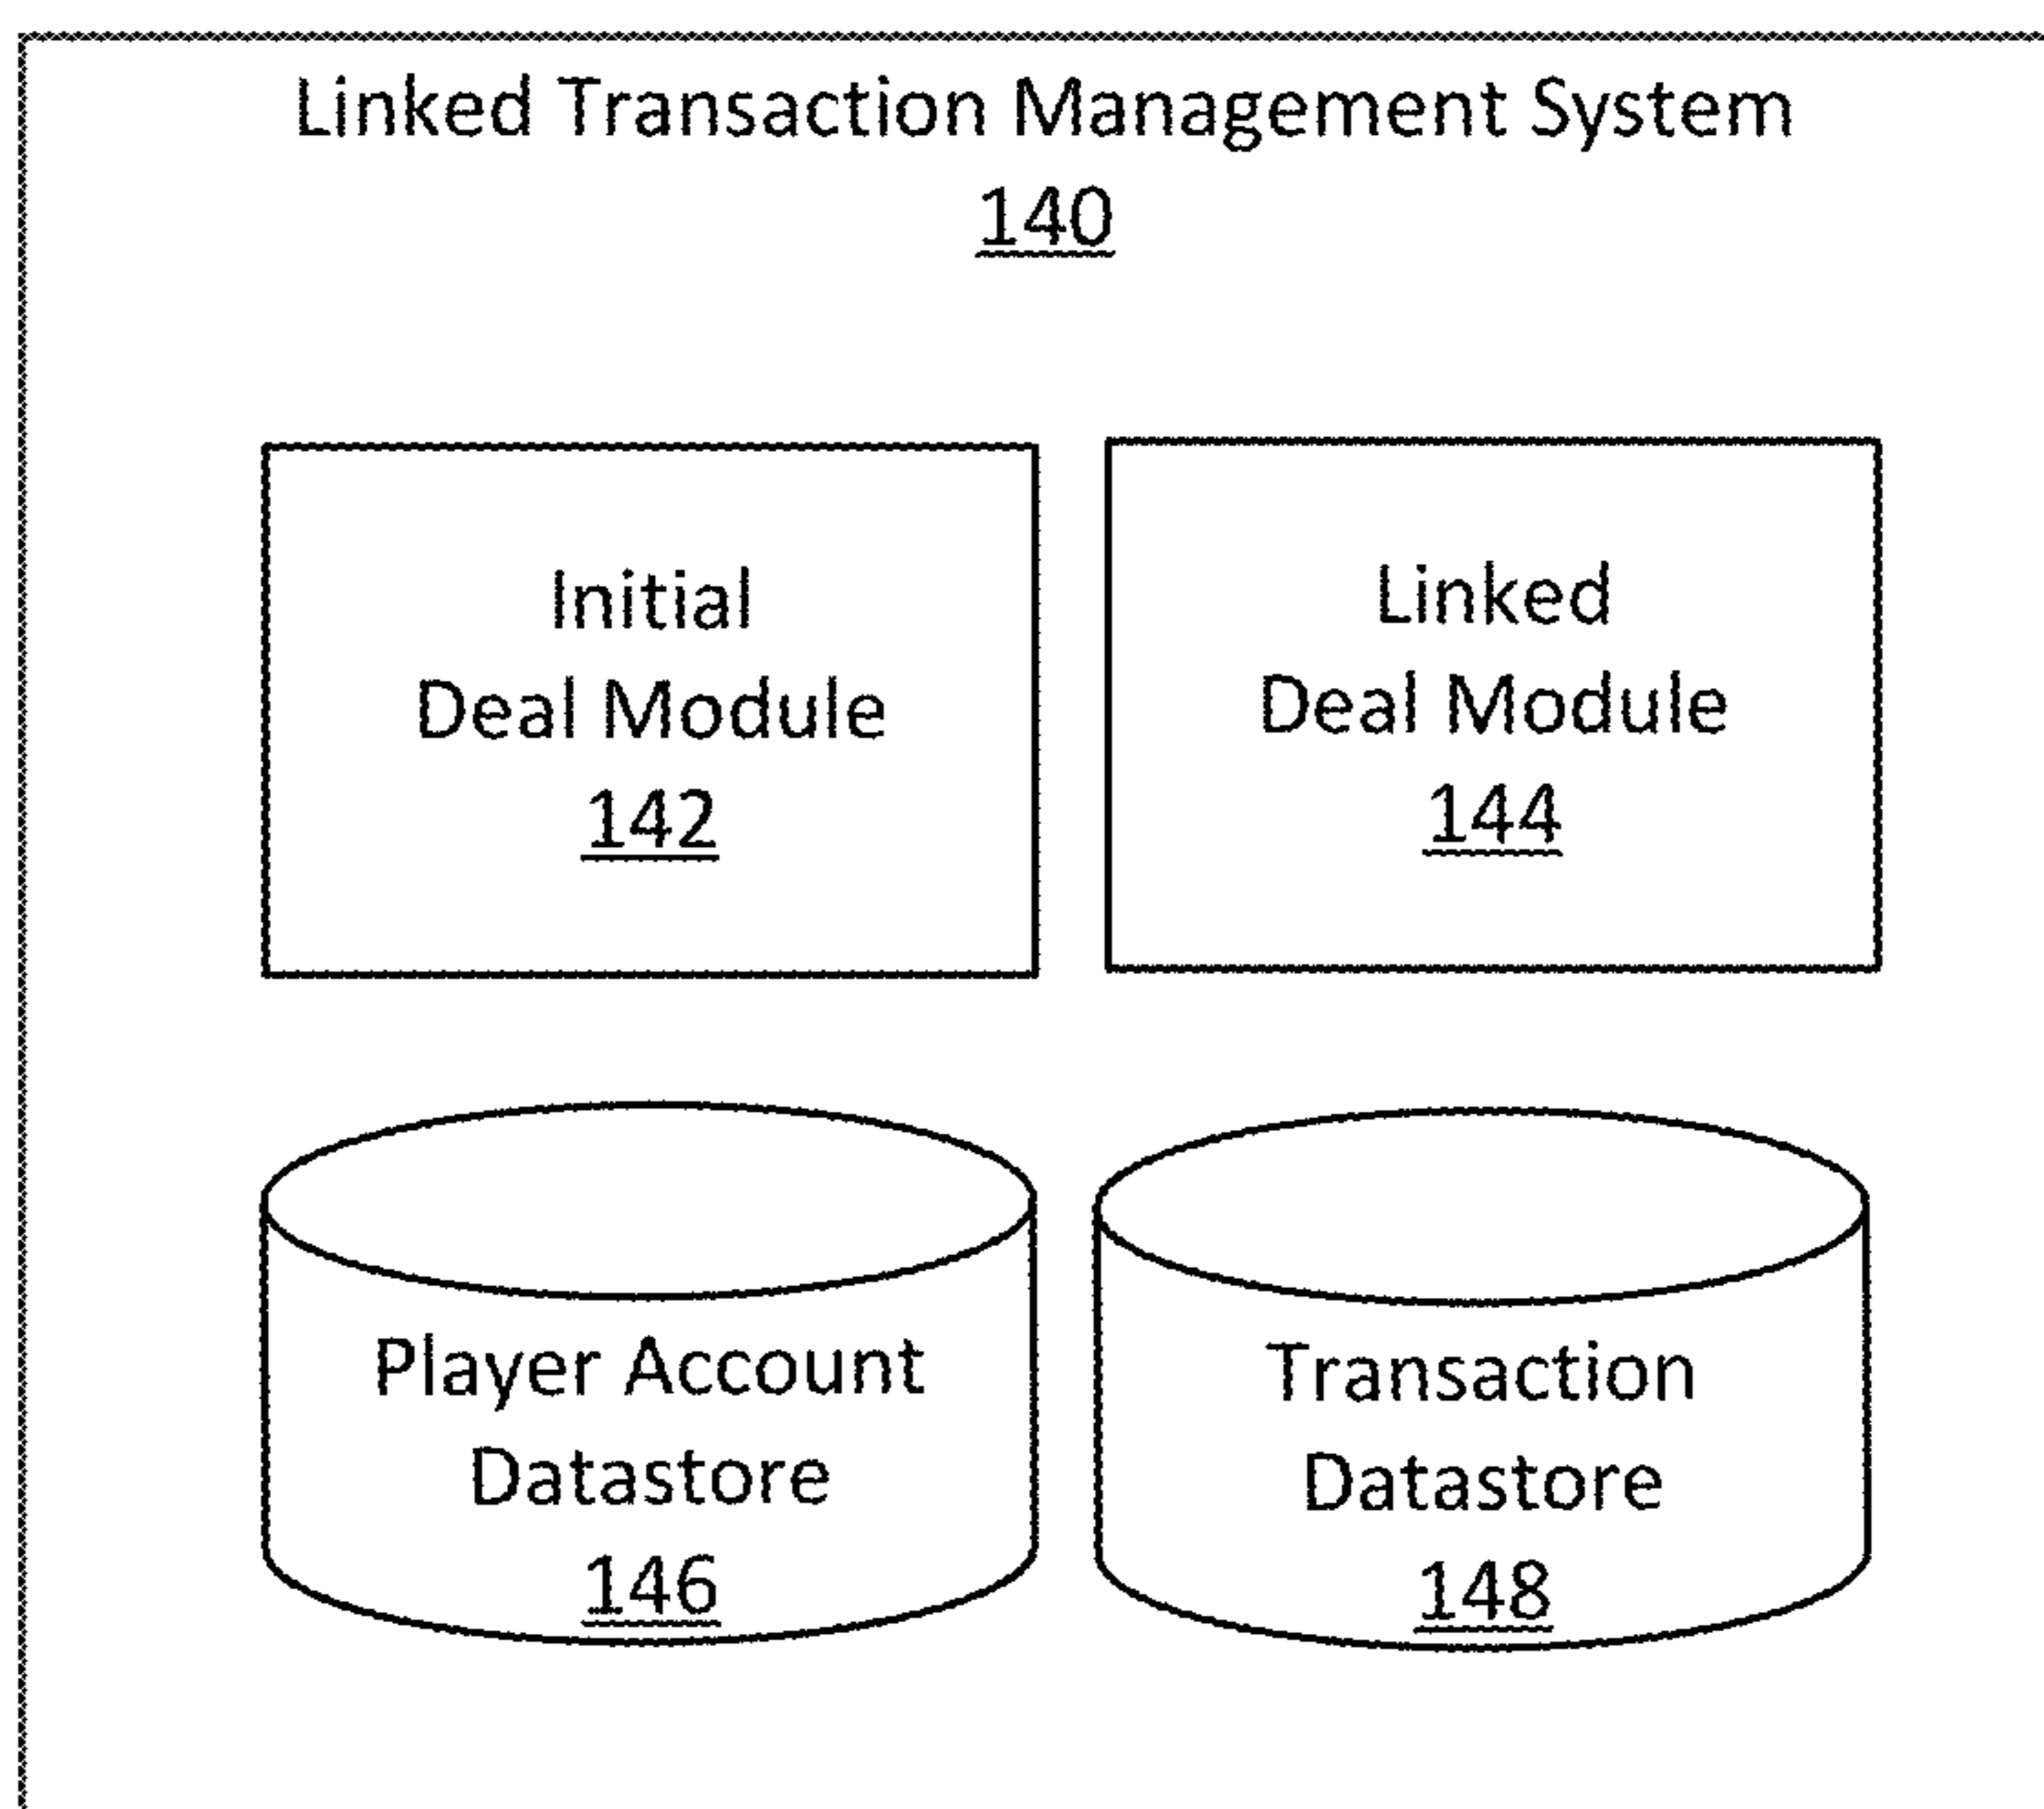 Linked Transaction Management System
140
Initial
Deal Module
142
Linked
Deal Module
144
Player Account
Datastore
146
Transaction
Datastore
148